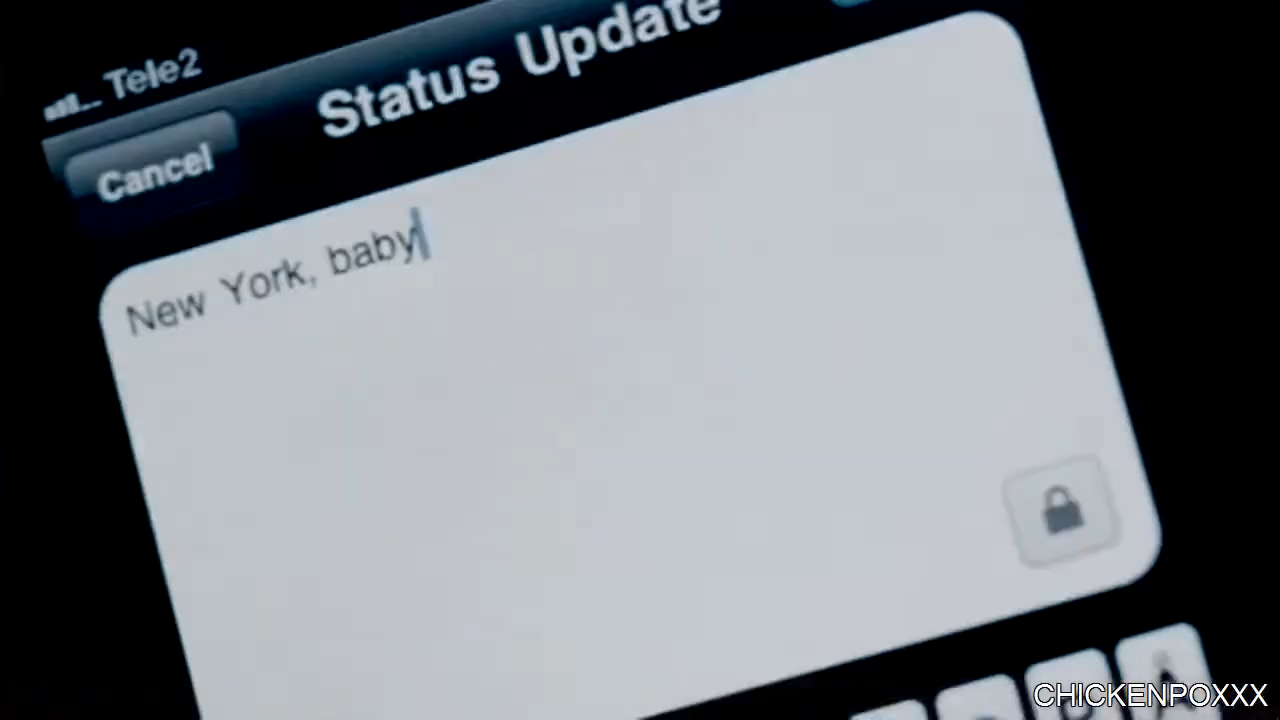 Tele2
Status Update
Cancel
New York, baby
CHICKENPOXXX